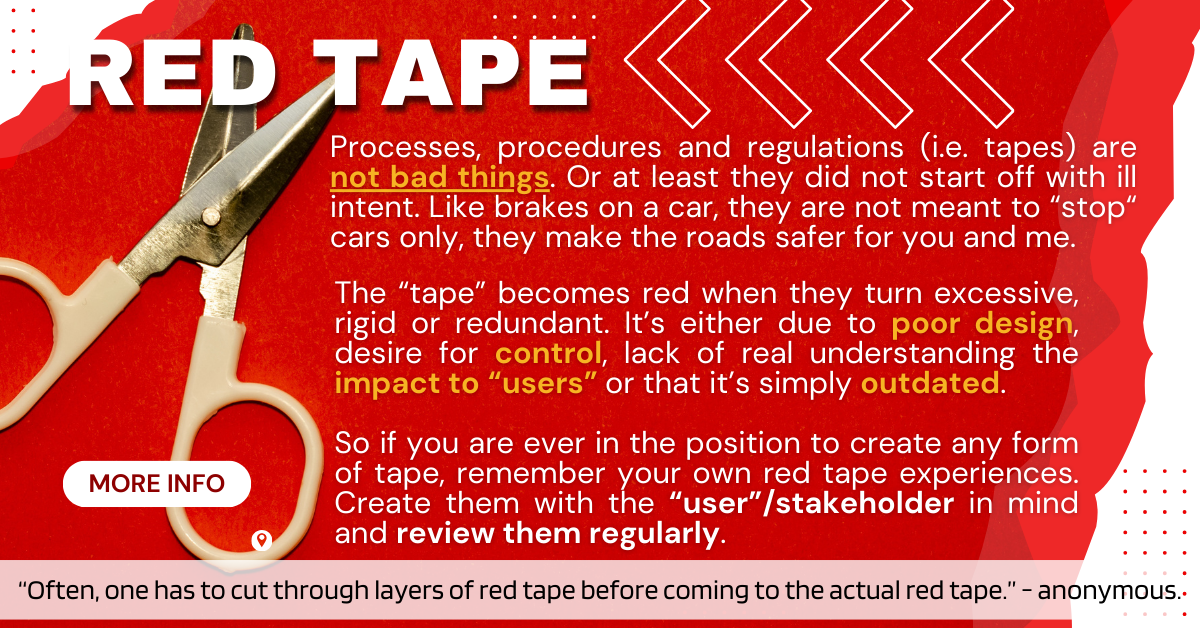 RED TAPE
Processes, procedures and regulations (i.e. tapes) are
not bad things. Or at least they did not start off with ill
intent. Like brakes on a car, they are not meant to “stop“
cars only, they make the roads safer for you and me.
The “tape” becomes red when they turn excessive,
rigid or redundant. It’s either due to poor design,
desire for control, lack of real understanding the
impact to “users” or that it’s simply outdated.
So if you are ever in the position to create any form
of tape, remember your own red tape experiences.
Create them with the “user”/stakeholder in mind
and review them regularly.
MORE INFO
“Often, one has to cut through layers of red tape before coming to the actual red tape.” - anonymous.